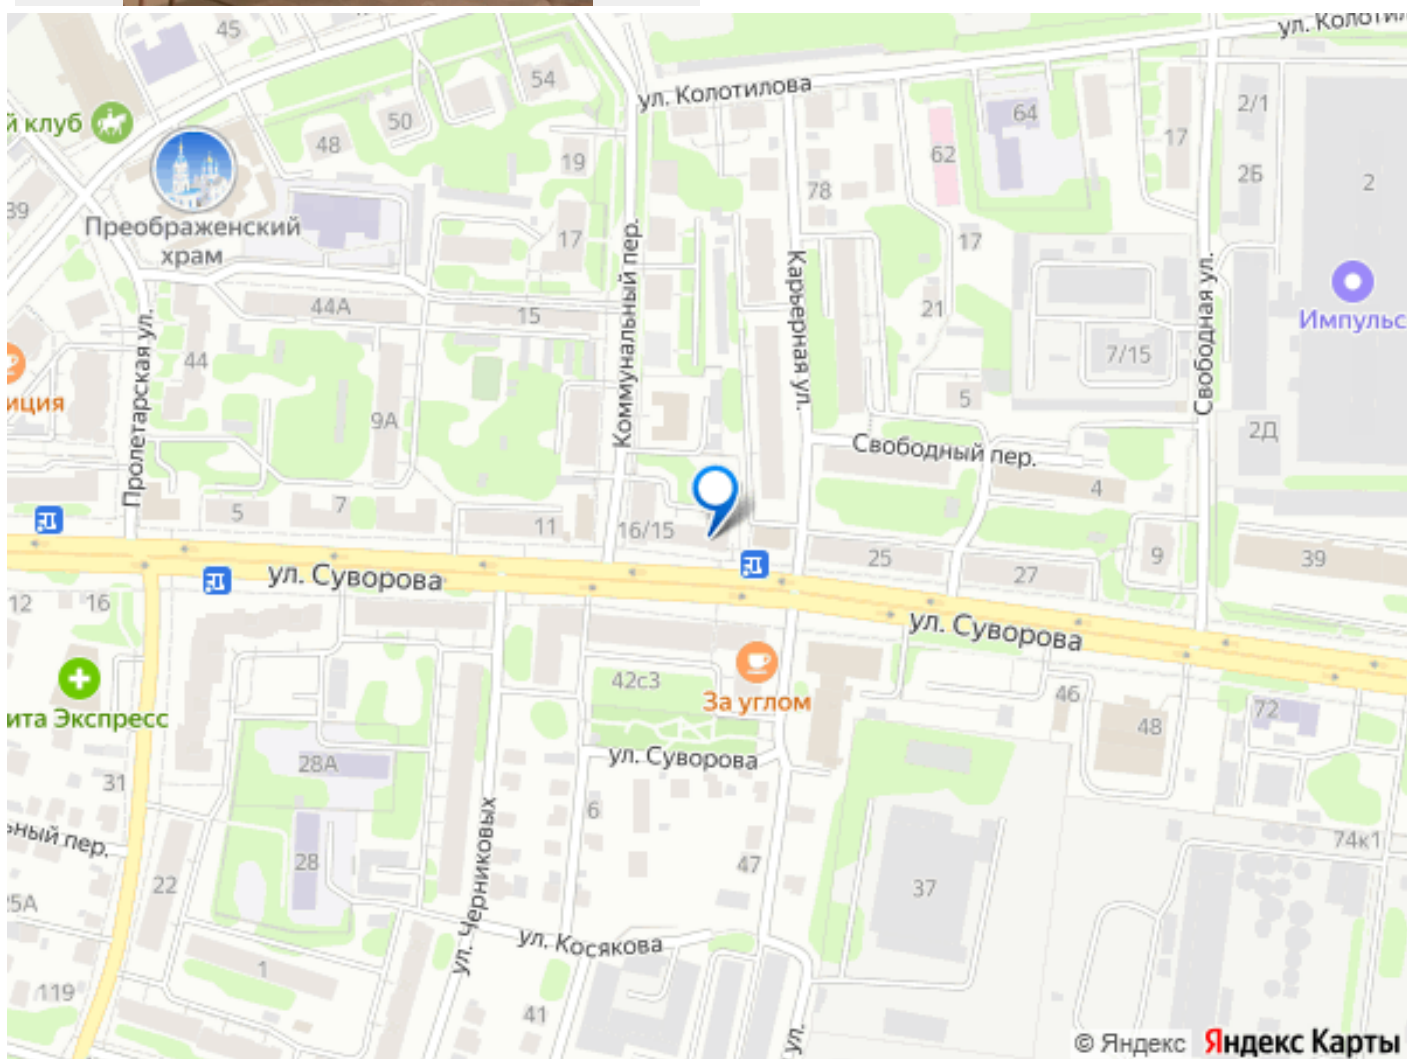 45
ул. Колоти
54
ул. Колотилова
й клуб
50
48
19
64
2/1
17
62
39
Преображенский
храм
78
2Б
2
17
17
Коммунальный пер.
Карьерная ул.
Свободная ул.
44А
15
21
Импульс
Пролетарская ул.
44
7/15
иция
9А
5
2Д
Свободный пер.
4
5
7
11
16/15
25
9
39
27
ул. Суворова
12
16
ул. Суворова
42с3
За углом
46
48
72
ита Экспресс
28А
ул. Суворова
31
6
ьный пер.
74к1
28
47
22
37
25А
ул. Черниковых
ул. Косякова
1
119
41
ул.
© Яндекс Яндекс Карты